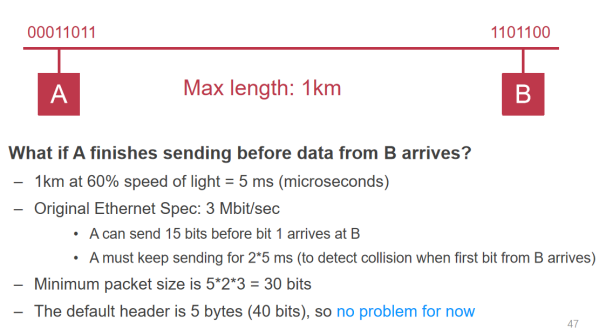 00011011
1101100
A
Max length: 1km
B
What if A finishes sending before data from B arrives?
– 1km at 60% speed of light = 5 ms (microseconds)
– Original Ethernet Spec: 3 Mbit/sec
• A can send 15 bits before bit 1 arrives at B
• A must keep sending for 2*5 ms (to detect collision when first bit from B arrives)
– Minimum packet size is 5*2*3 = 30 bits
– The default header is 5 bytes (40 bits), so no problem for now
47